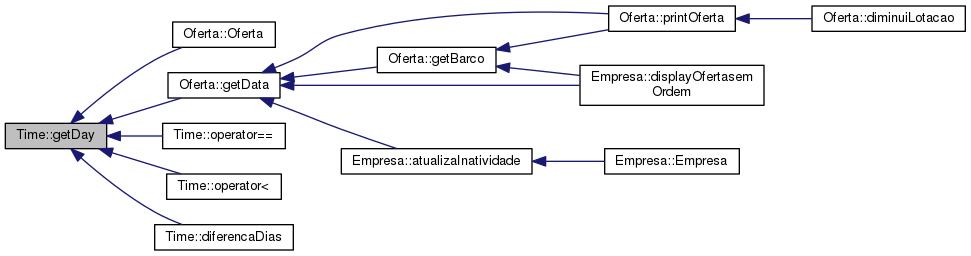 Time::getDay
Oferta::Oferta
Oferta::getData
Time::operator==
Time::operator<
Time::diferencaDias
Oferta::getBarco
Empresa::atualizaInatividade
Oferta::printOferta
Empresa::displayOfertasem
Ordem
Empresa::Empresa
Oferta::diminuiLotacao